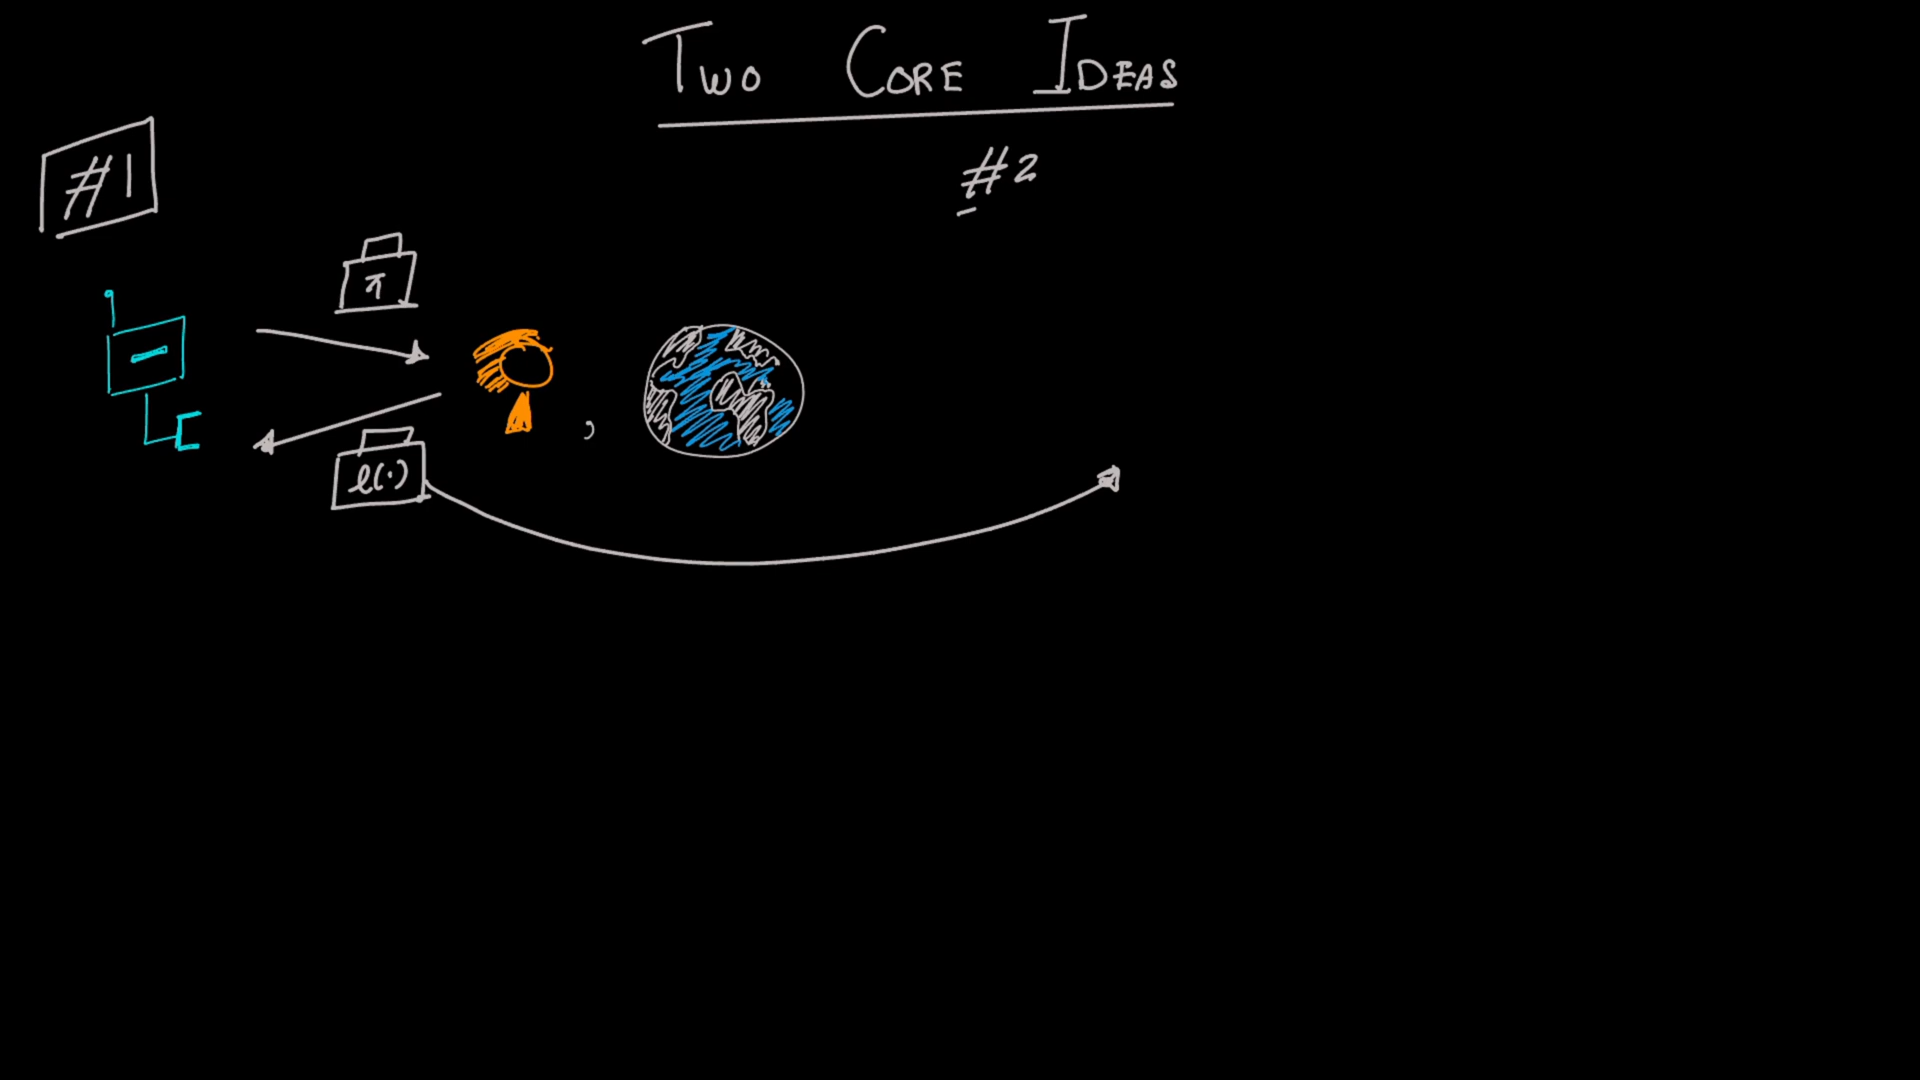 Two Core Ideas
#1
#2
π
,
l(·)